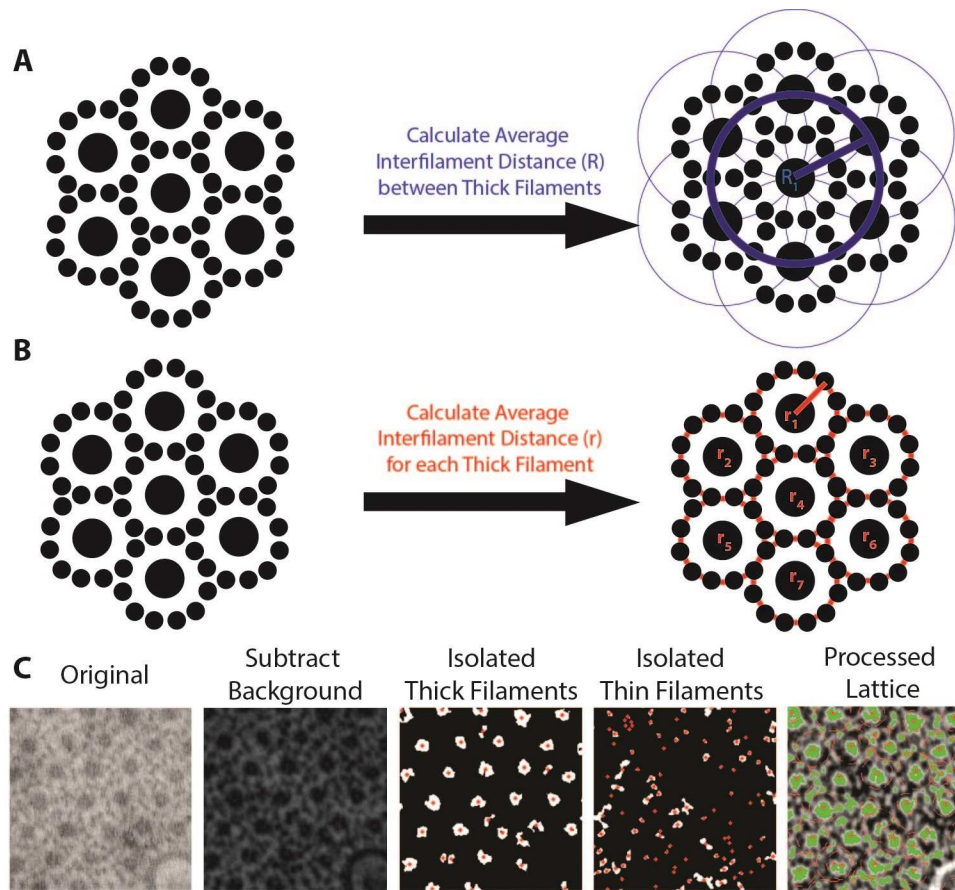 A
Calculate Average
Interfilament Distance (R)
between Thick Filaments
R1
B
Calculate Average
Interfilament Distance (r)
for each Thick Filament
r1
r2
r3
r4
r5
r6
r7
C
Original
Subtract
Background
Isolated
Thick Filaments
Isolated
Thin Filaments
Processed
Lattice